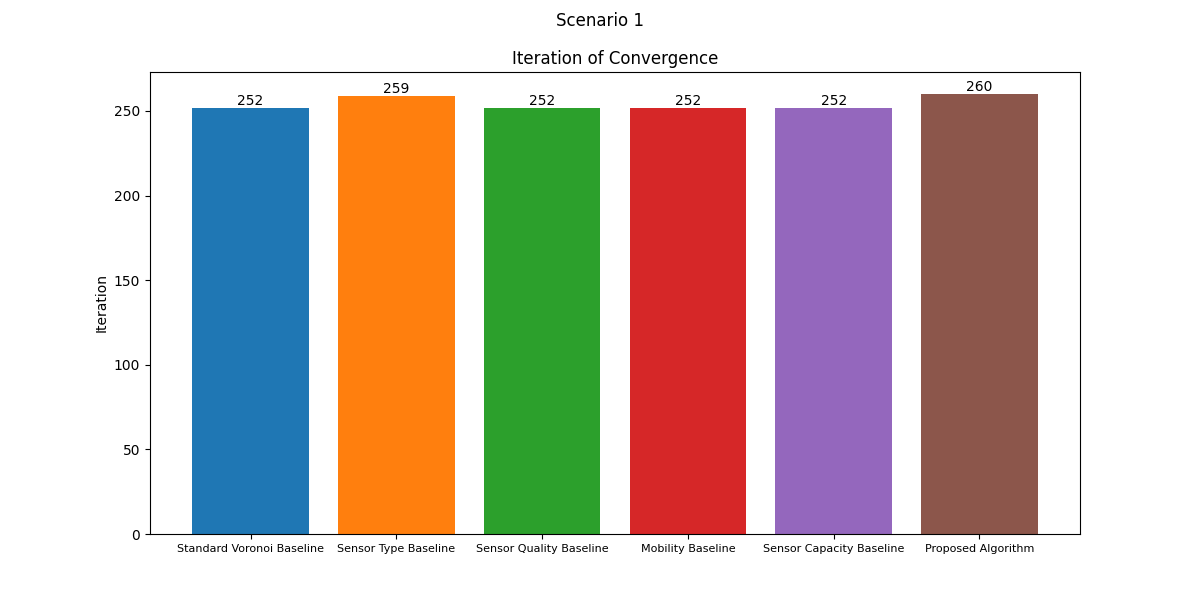 Scenario 1
Iteration of Convergence
252
259
252
252
252
260
250
200
150
100
50
0
Iteration
Standard Voronoi Baseline
Sensor Type Baseline
Sensor Quality Baseline
Mobility Baseline
Sensor Capacity Baseline
Proposed Algorithm